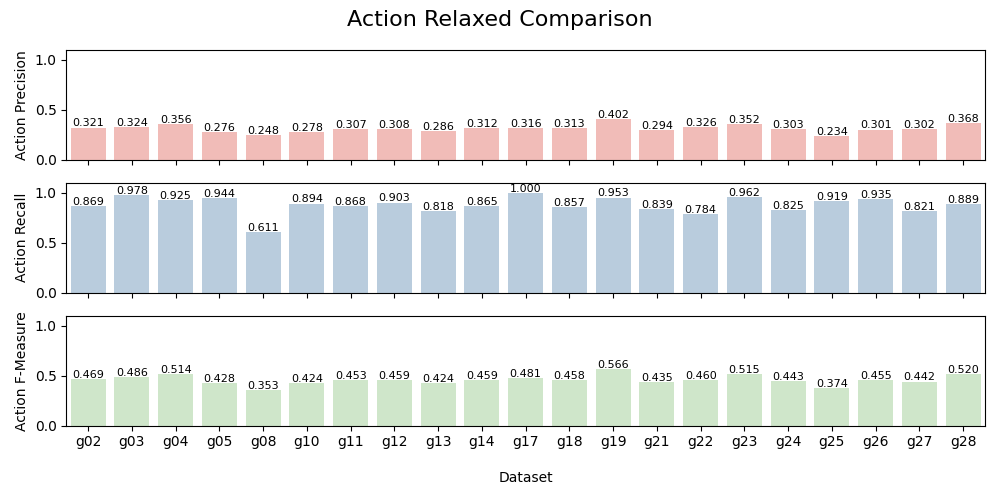 Action Relaxed Comparison
Action Precision
1.0
0.5
0.0
0.321 0.324 0.356 0.276 0.248 0.278 0.307 0.308 0.286 0.312 0.316 0.313 0.402 0.294 0.326 0.352 0.303 0.234 0.301 0.302 0.368
Action Recall
1.0
0.5
0.0
0.869 0.978 0.925 0.944 0.611 0.894 0.868 0.903 0.818 0.865 1.000 0.857 0.953 0.839 0.784 0.962 0.825 0.919 0.935 0.821 0.889
Action F-Measure
1.0
0.5
0.0
0.469 0.486 0.514 0.428 0.353 0.424 0.453 0.459 0.424 0.459 0.481 0.458 0.566 0.435 0.460 0.515 0.443 0.374 0.455 0.442 0.520
g02 g03 g04 g05 g08 g10 g11 g12 g13 g14 g17 g18 g19 g21 g22 g23 g24 g25 g26 g27 g28
Dataset